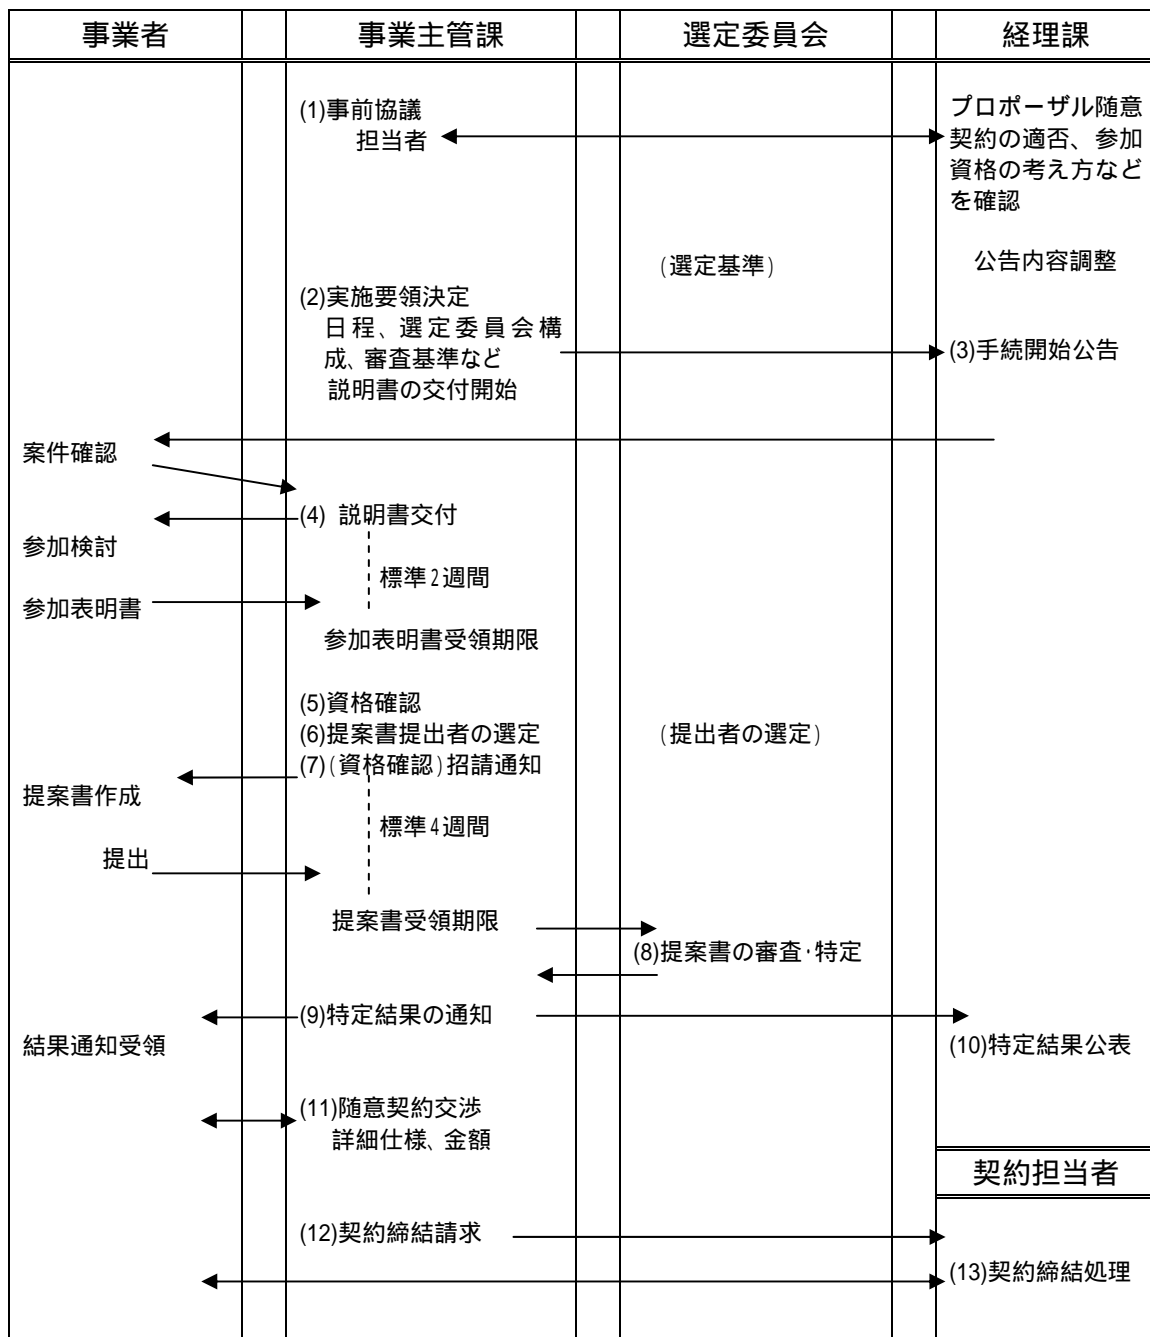 事業者
事業主管課
選定委員会
経理課
(1)事前協議
担当者
プロポーザル随意
契約の適否、参加
資格の考え方など
を確認
(選定基準)
公告内容調整
(2)実施要領決定
日程、選定委員会構
成、審査基準など
説明書の交付開始
(3)手続開始公告
案件確認
(4) 説明書交付
参加検討
標準2週間
参加表明書
参加表明書受領期限
(5)資格確認
(6)提案書提出者の選定
(提出者の選定)
(7)(資格確認)招請通知
提案書作成
標準4週間
提出
提案書受領期限
(8)提案書の審査・特定
(9)特定結果の通知
結果通知受領
(10)特定結果公表
(11)随意契約交渉
詳細仕様、金額
契約担当者
(12)契約締結請求
(13)契約締結処理